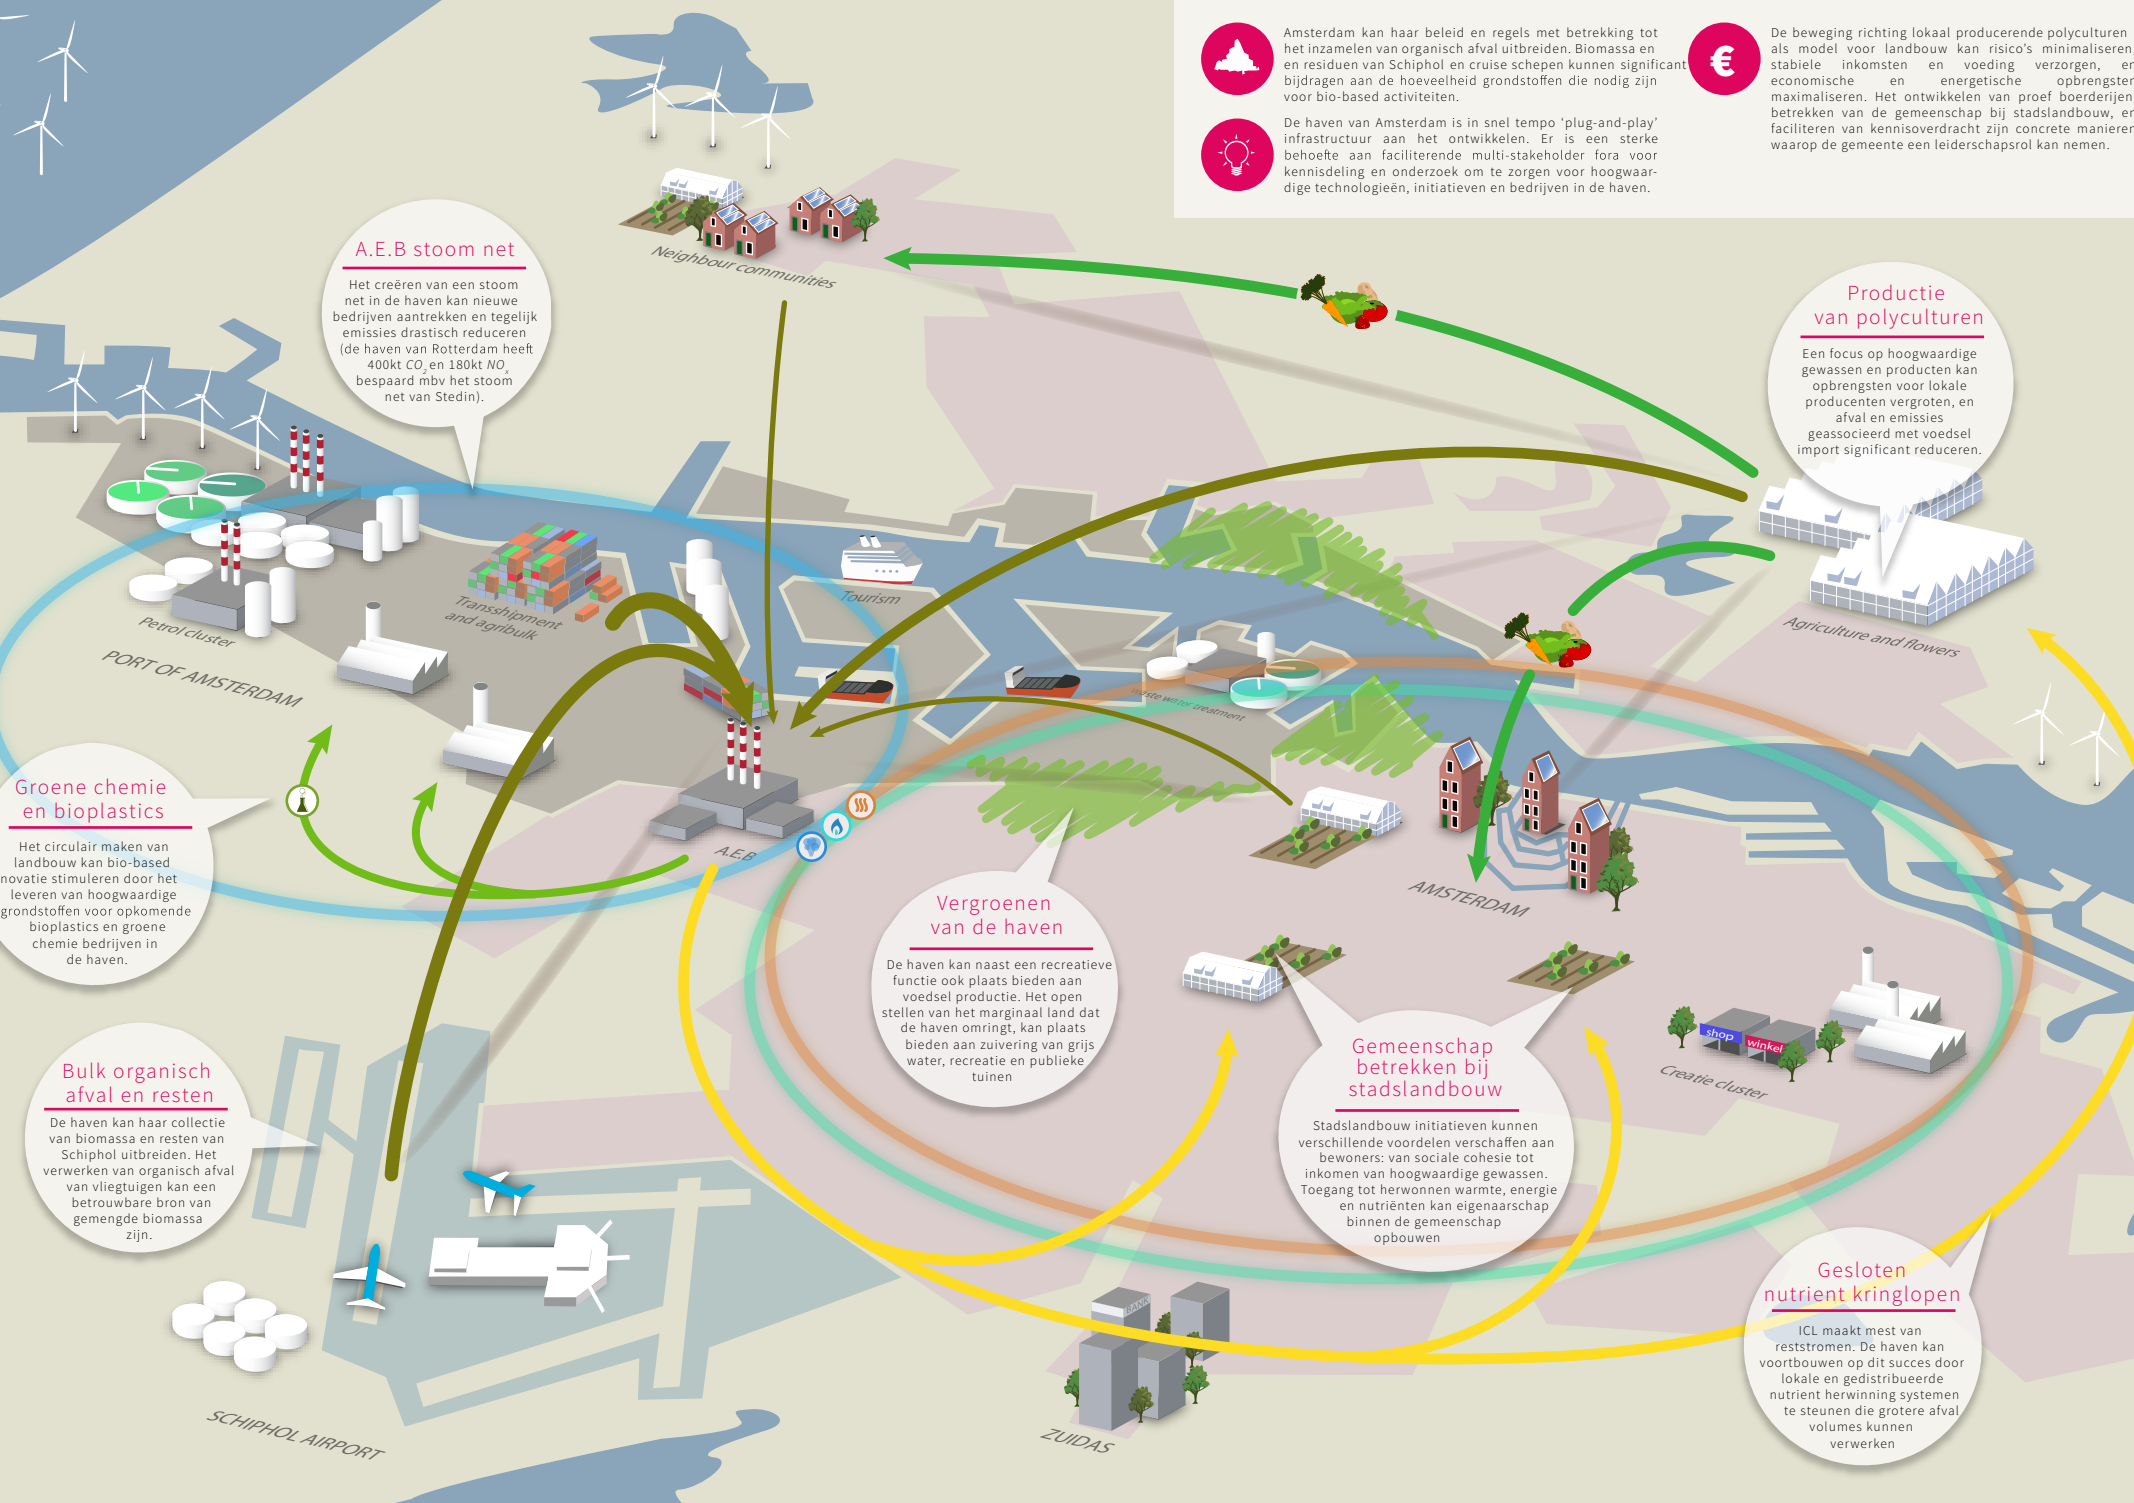 Amsterdam kan haar beleid en regels met betrekking tot
het inzamelen van organisch afval uitbreiden. Biomassa en
en residuen van Schiphol en cruise schepen kunnen significant
bijdragen aan de hoeveelheid grondstoffen die nodig zijn
voor bio-based activiteiten.
De haven van Amsterdam is in snel tempo ‘plug-and-play’
infrastructuur aan het ontwikkelen. Er is een sterke
behoefte aan faciliterende multi-stakeholder fora voor
kennisdeling en onderzoek om te zorgen voor hoogwaar-
dige technologieën, initiatieven en bedrijven in de haven.
€
De beweging richting lokaal producerende polyculturen
als model voor landbouw kan risico’s minimaliseren,
stabiele inkomsten en voeding verzorgen, en
economische en energetische opbrengsten
maximaliseren. Het ontwikkelen van proef boerderijen,
betrekken van de gemeenschap bij stadslandbouw, en
faciliteren van kennisoverdracht zijn concrete manieren
waarop de gemeente een leiderschapsrol kan nemen.
Neighbour communities
A.E.B stoom net
Het creëren van een stoom
net in de haven kan nieuwe
bedrijven aantrekken en tegelijk
emissies drastisch reduceren
(de haven van Rotterdam heeft
400kt CO₂ en 180kt NOₓ
bespaard mbv het stoom
net van Stedin).
Productie
van polyculturen
Een focus op hoogwaardige
gewassen en producten kan
opbrengsten voor lokale
producenten vergroten, en
afval en emissies
geassocieerd met voedsel
import significant reduceren.
Agriculture and flowers
Petrol cluster
PORT OF AMSTERDAM
Transshipment
and agribulk
Tourism
waste water treatment
A.E.B
AMSTERDAM
Groene chemie
en bioplastics
Het circulair maken van
landbouw kan bio-based
novatie stimuleren door het
leveren van hoogwaardige
grondstoffen voor opkomende
bioplastics en groene
chemie bedrijven in
de haven.
Vergroenen
van de haven
De haven kan naast een recreatieve
functie ook plaats bieden aan
voedsel productie. Het open
stellen van het marginaal land dat
de haven omringt, kan plaats
bieden aan zuivering van grijs
water, recreatie en publieke
tuinen
Gemeenschap
betrekken bij
stadslandbouw
Stadslandbouw initiatieven kunnen
verschillende voordelen verschaffen aan
bewoners: van sociale cohesie tot
inkomen van hoogwaardige gewassen.
Toegang tot herwonnen warmte, energie
en nutriënten kan eigenaarschap
binnen de gemeenschap
opbouwen
shop
winkel
Creatie cluster
Bulk organisch
afval en resten
De haven kan haar collectie
van biomassa en resten van
Schiphol uitbreiden. Het
verwerken van organisch afval
van vliegtuigen kan een
betrouwbare bron van
gemengde biomassa
zijn.
SCHIPHOL AIRPORT
BANK
ZUIDAS
Gesloten
nutrient kringlopen
ICL maakt mest van
reststromen. De haven kan
voortbouwen op dit succes door
lokale en gedistribueerde
nutrient herwinning systemen
te steunen die grotere afval
volumes kunnen
verwerken